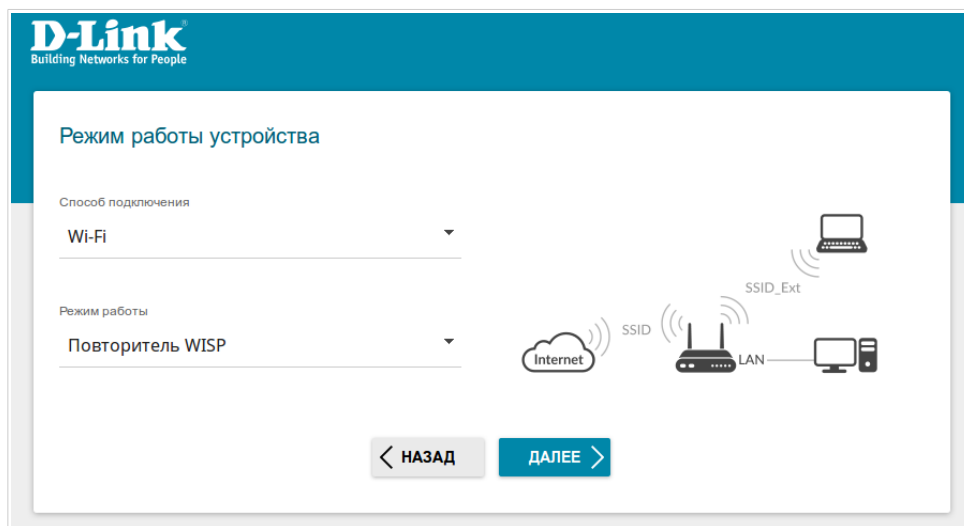 D-Link
Building Networks for People
Режим работы устройства
Способ подключения
Wi-Fi
Режим работы
Повторитель WISP
SSID_Ext
SSID
Internet
LAN
НАЗАД
ДАЛЕЕ